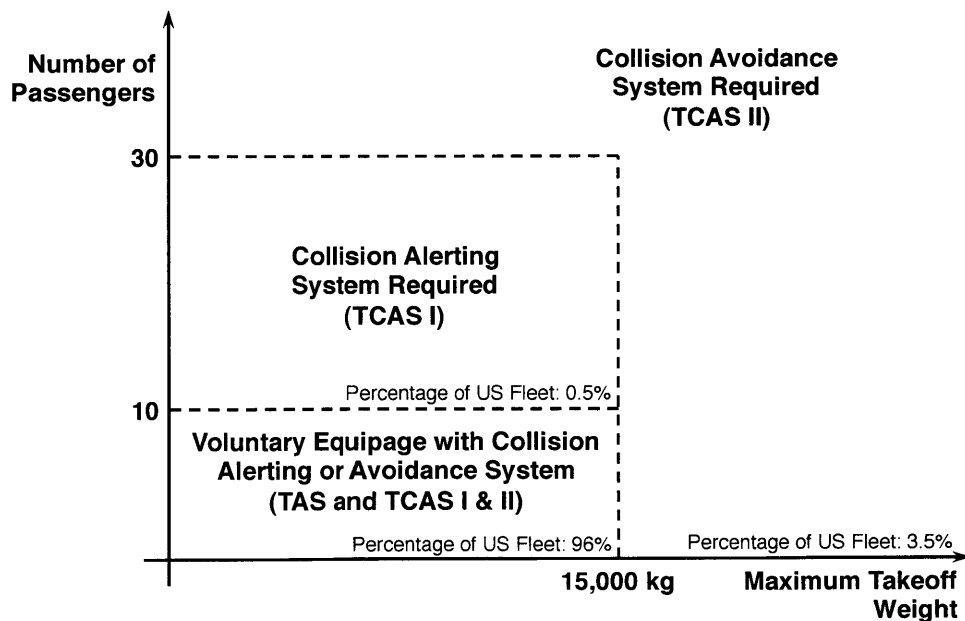 Number of
Passengers
Collision Avoidance
System Required
(TCAS II)
30
Collision Alerting
System Required
(TCAS I)
Percentage of US Fleet: 0.5%
10
Voluntary Equipage with Collision
Alerting or Avoidance System
(TAS and TCAS I & II)
Percentage of US Fleet: 96%
Percentage of US Fleet: 3.5%
15,000 kg
Maximum Takeoff
Weight